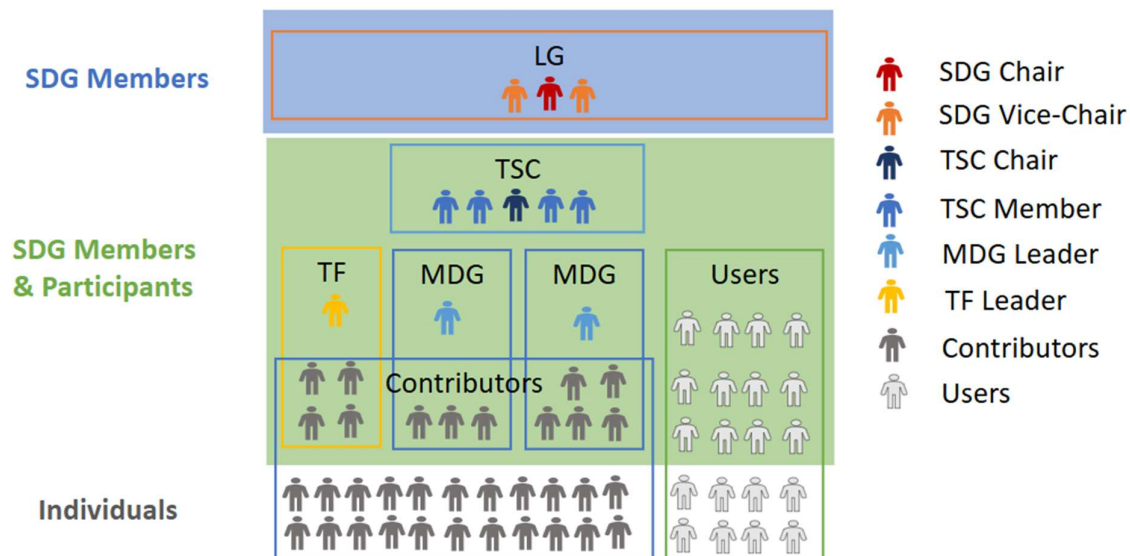 SDG Members
LG
SDG Chair
SDG Vice-Chair
TSC Chair
TSC Member
MDG Leader
TF Leader
Contributors
Users
TSC
SDG Members
& Participants
TF
MDG
MDG
Users
Contributors
Individuals